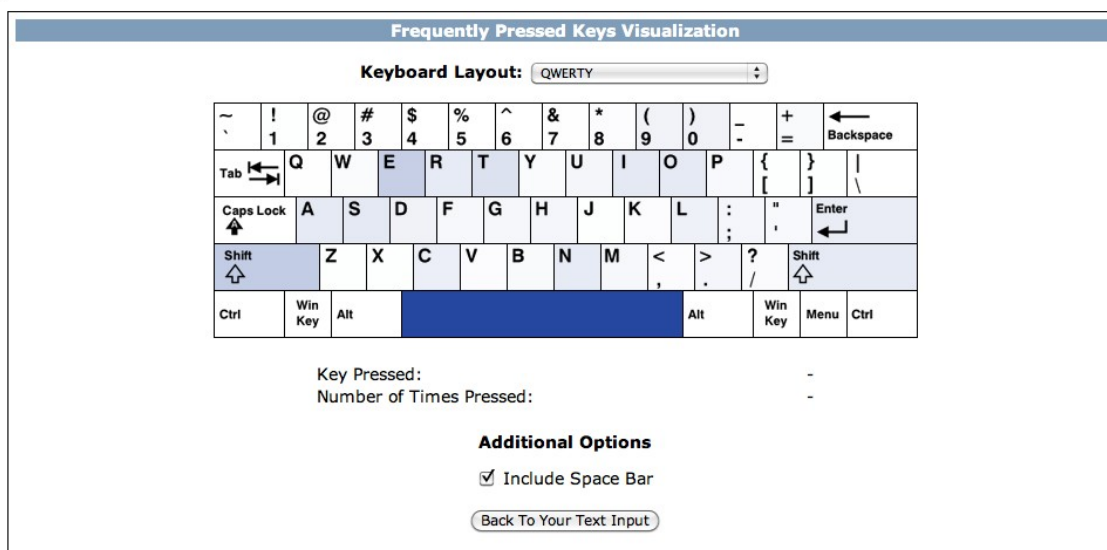 Frequently Pressed Keys Visualization
Keyboard Layout: QWERTY
~ ! @ # $ % ^ & * ( ) _ + Backspace
` 1 2 3 4 5 6 7 8 9 0 - =
Tab Q W E R T Y U I O P { } |
[ ] \
Caps Lock A S D F G H J K L : " Enter
; '
Shift Z X C V B N M < > ? Shift
, . /
Ctrl Win Key Alt Alt Win Key Menu Ctrl
Key Pressed: -
Number of Times Pressed: -
Additional Options
Include Space Bar
Back To Your Text Input